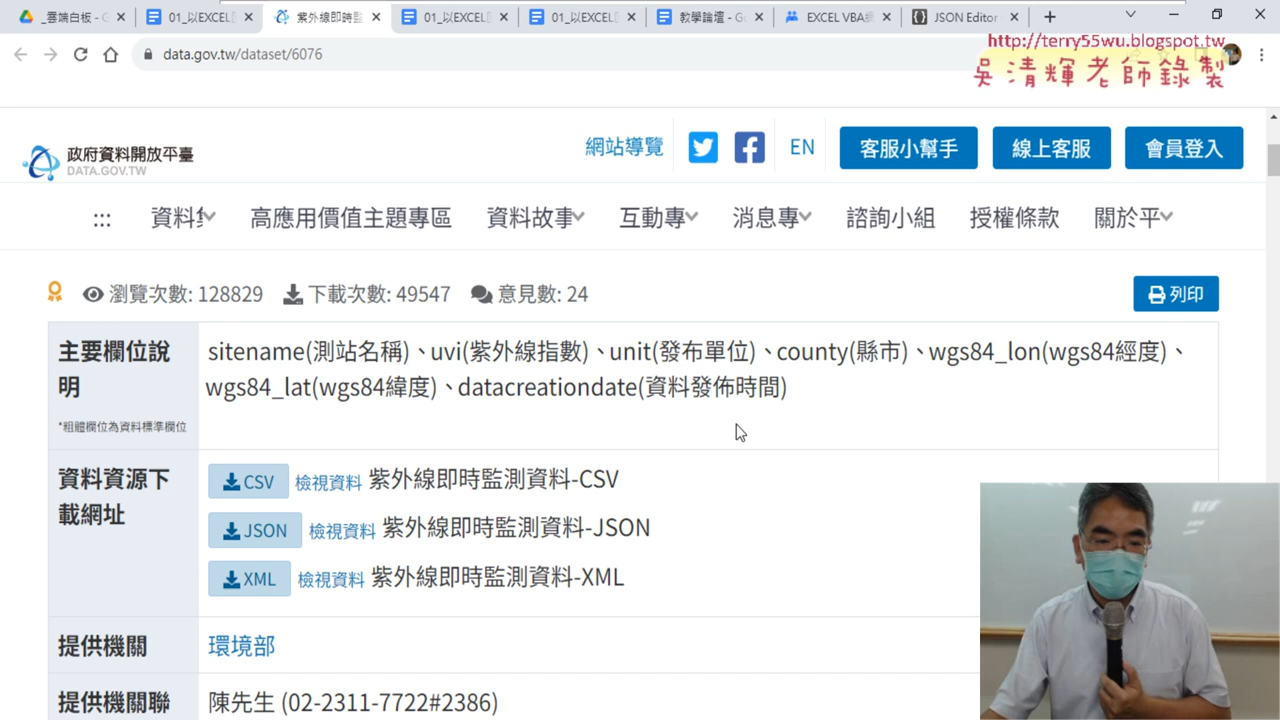 _雲端白板 - G
01_以EXCEL
紫外線即時監
01_以EXCEL
01_以EXCEL
教學論壇 - Go
EXCEL VBA網
JSON Editor
http://terry55wu.blogspot.tw
data.gov.tw/dataset/6076
吳清輝老師錄製
政府資料開放平臺
DATA.GOV.TW
網站導覽
EN
客服小幫手
線上客服
會員登入
:::
資料集
高應用價值主題專區
資料故事
互動專
消息專
諮詢小組
授權條款
關於平
瀏覽次數: 128829
下載次數: 49547
意見數: 24
列印
主要欄位說
明
*粗體欄位為資料標準欄位
sitename(測站名稱)、uvi(紫外線指數)、unit(發布單位)、county(縣市)、wgs84_lon(wgs84經度)、
wgs84_lat(wgs84緯度)、datacreationdate(資料發佈時間)
資料資源下
載網址
CSV 檢視資料 紫外線即時監測資料-CSV
JSON 檢視資料 紫外線即時監測資料-JSON
XML 檢視資料 紫外線即時監測資料-XML
提供機關
環境部
提供機關聯
陳先生 (02-2311-7722#2386)